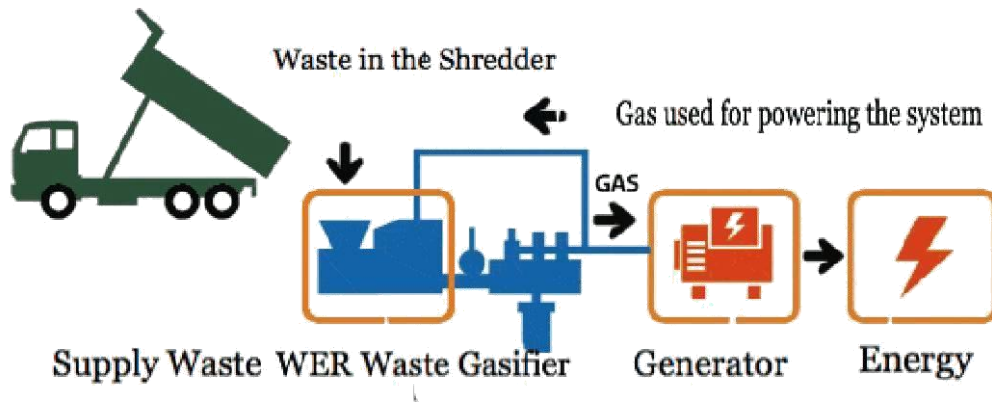 Waste in the Shredder
Gas used for powering the system
GAS
Supply Waste WER Waste Gasifier Generator Energy